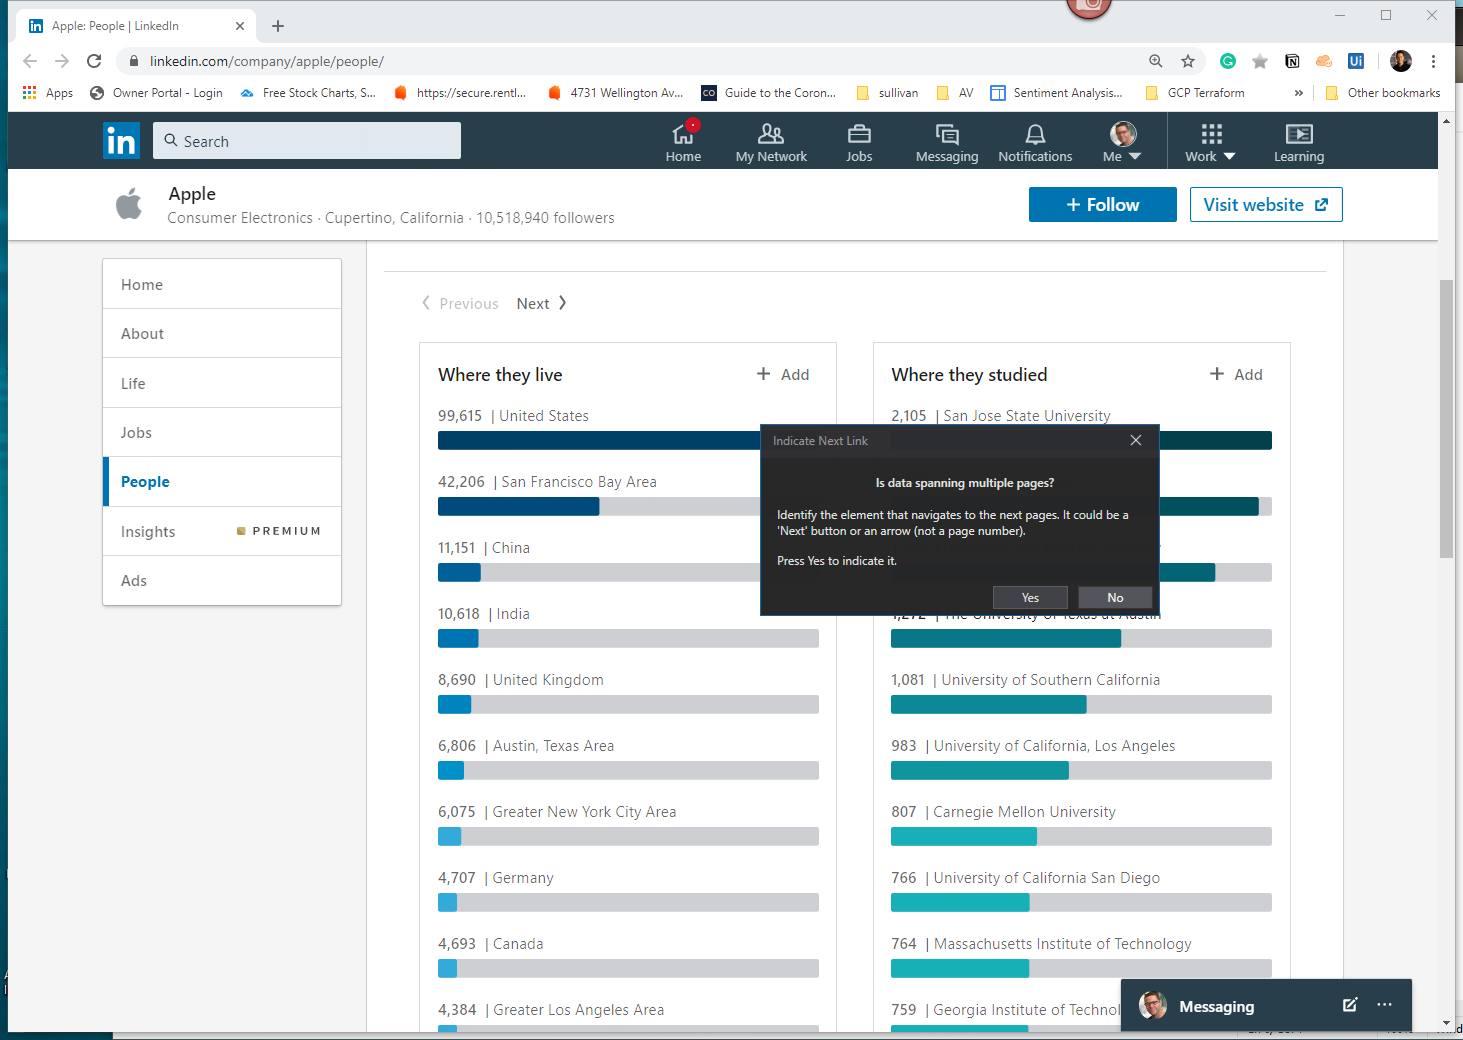 Apple: People | LinkedIn
linkedin.com/company/apple/people/
Apps
Owner Portal - Login
Free Stock Charts, S...
https://secure.rentl...
4731 Wellington Av...
CO
Guide to the Coron...
sullivan
AV
Sentiment Analysis...
GCP Terraform
»
Other bookmarks
in
Search
Home
My Network
Jobs
Messaging
Notifications
Me
Work
Learning
Apple
Consumer Electronics · Cupertino, California · 10,518,940 followers
+ Follow
Visit website
Home
About
Life
Jobs
People
Insights
PREMIUM
Ads
Previous
Next
Where they live
+ Add
99,615 | United States
42,206 | San Francisco Bay Area
11,151 | China
10,618 | India
8,690 | United Kingdom
6,806 | Austin, Texas Area
6,075 | Greater New York City Area
4,707 | Germany
4,693 | Canada
4,384 | Greater Los Angeles Area
Where they studied
+ Add
2,105 | San Jose State University
1,272 | The University of Texas at Austin
1,081 | University of Southern California
983 | University of California, Los Angeles
807 | Carnegie Mellon University
766 | University of California San Diego
764 | Massachusetts Institute of Technology
759 | Georgia Institute of Technol
Indicate Next Link
Is data spanning multiple pages?
Identify the element that navigates to the next pages. It could be a
'Next' button or an arrow (not a page number).
Press Yes to indicate it.
Yes
No
Messaging